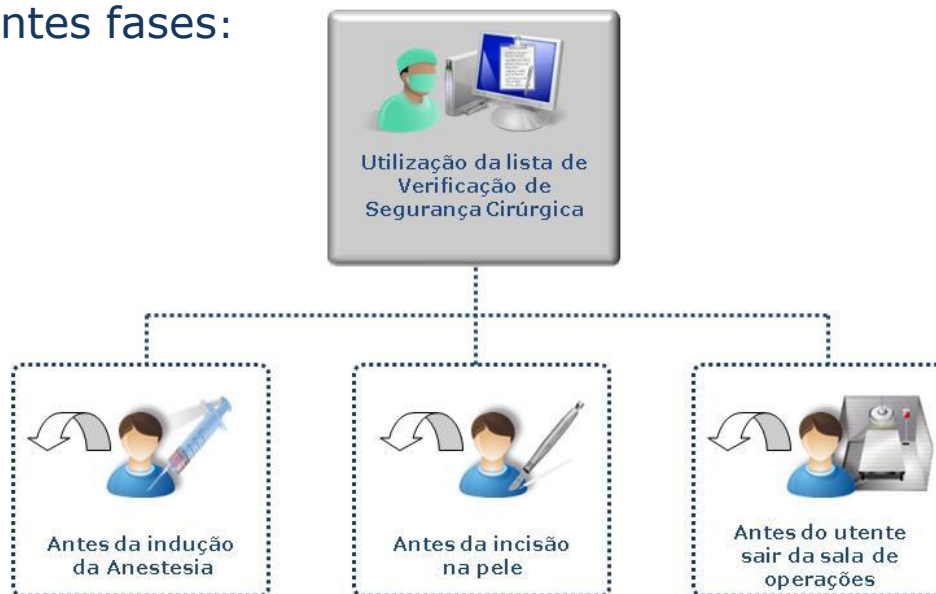 ntes fases:
Utilização da lista de
Verificação de
Segurança Cirúrgica
Antes da indução
da Anestesia
Antes da incisão
na pele
Antes do utente
sair da sala de
operações